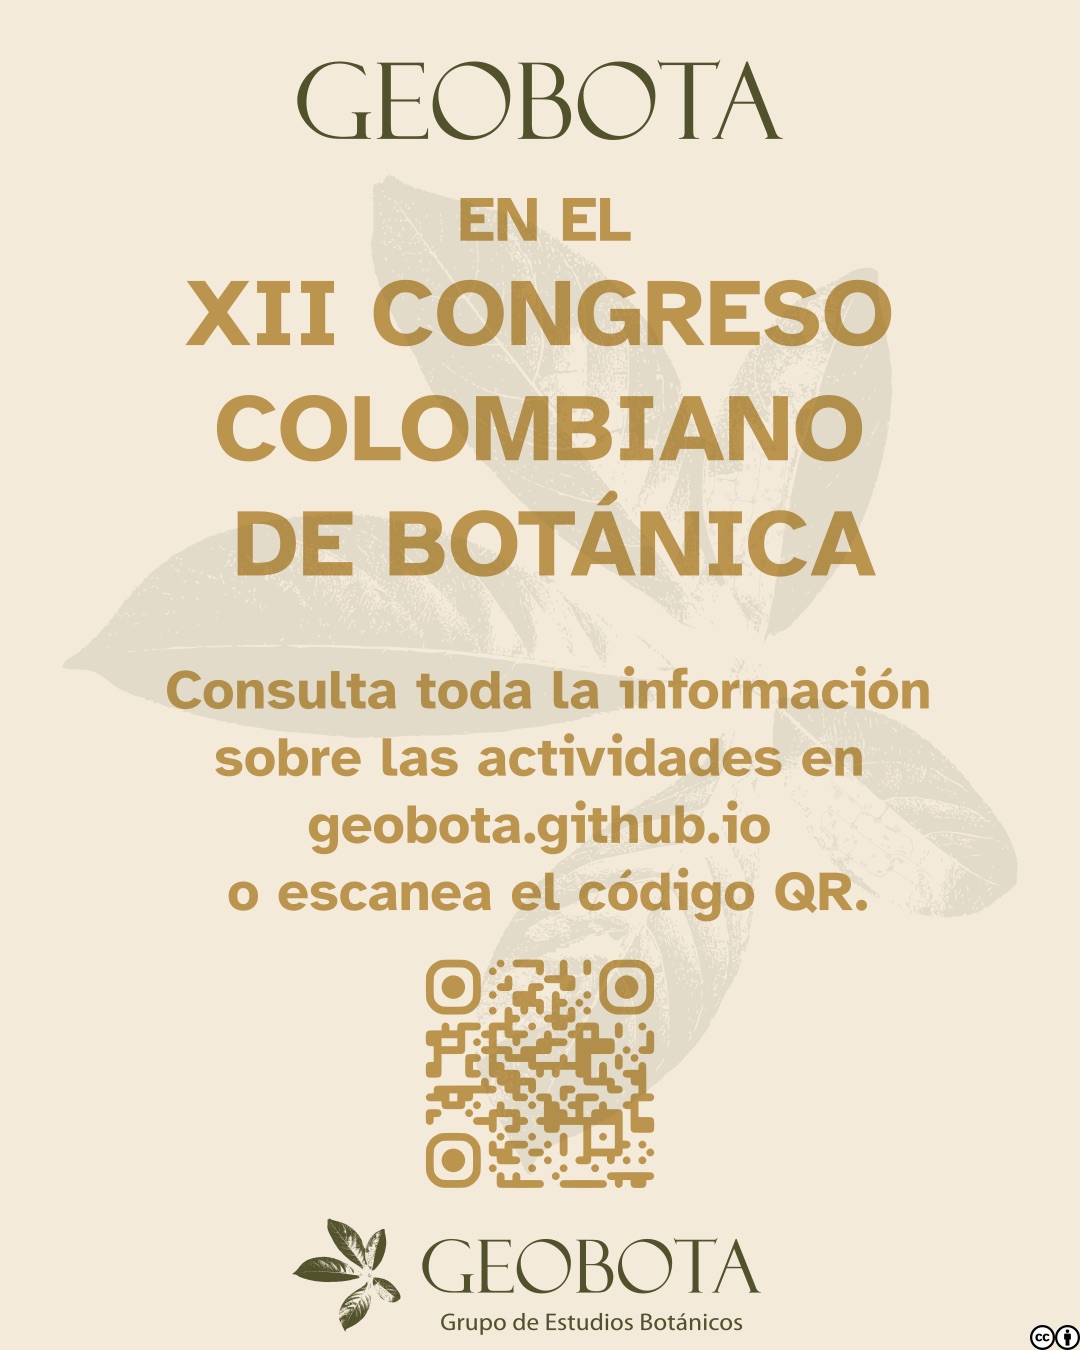 GEOBOTA
EN EL
XII CONGRESO
COLOMBIANO
DE BOTÁNICA
Consulta toda la información
sobre las actividades en
geobota.github.io
o escanea el código QR.
GEOBOTA
Grupo de Estudios Botánicos
cc